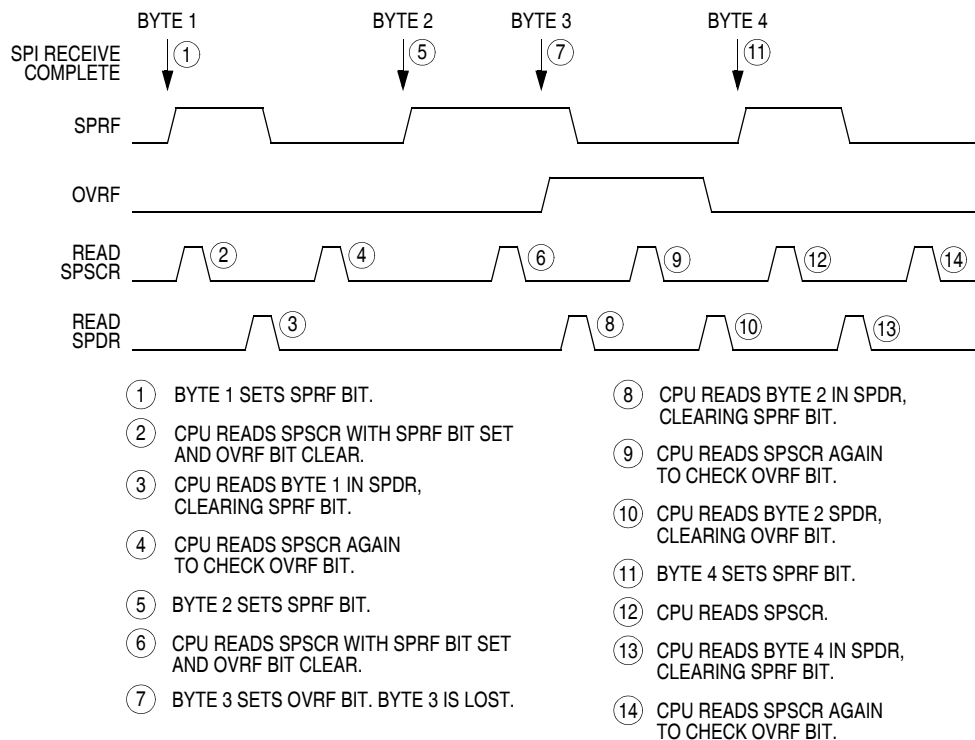 BYTE 1 BYTE 2 BYTE 3 BYTE 4
SPI RECEIVE
COMPLETE
1 5 7 11
SPRF
OVRF
READ
SPSCR
2 4 6 9 12 14
READ
SPDR
3 8 10 13
1 BYTE 1 SETS SPRF BIT.
2 CPU READS SPSCR WITH SPRF BIT SET
AND OVRF BIT CLEAR.
3 CPU READS BYTE 1 IN SPDR,
CLEARING SPRF BIT.
4 CPU READS SPSCR AGAIN
TO CHECK OVRF BIT.
5 BYTE 2 SETS SPRF BIT.
6 CPU READS SPSCR WITH SPRF BIT SET
AND OVRF BIT CLEAR.
7 BYTE 3 SETS OVRF BIT. BYTE 3 IS LOST.
8 CPU READS BYTE 2 IN SPDR,
CLEARING SPRF BIT.
9 CPU READS SPSCR AGAIN
TO CHECK OVRF BIT.
10 CPU READS BYTE 2 SPDR,
CLEARING OVRF BIT.
11 BYTE 4 SETS SPRF BIT.
12 CPU READS SPSCR.
13 CPU READS BYTE 4 IN SPDR,
CLEARING SPRF BIT.
14 CPU READS SPSCR AGAIN
TO CHECK OVRF BIT.